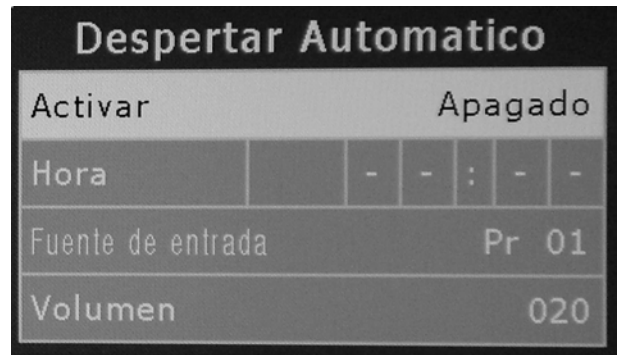 Despertar Automatico
Activar Apagado
Hora - - : - -
Fuente de entrada Pr 01
Volumen 020